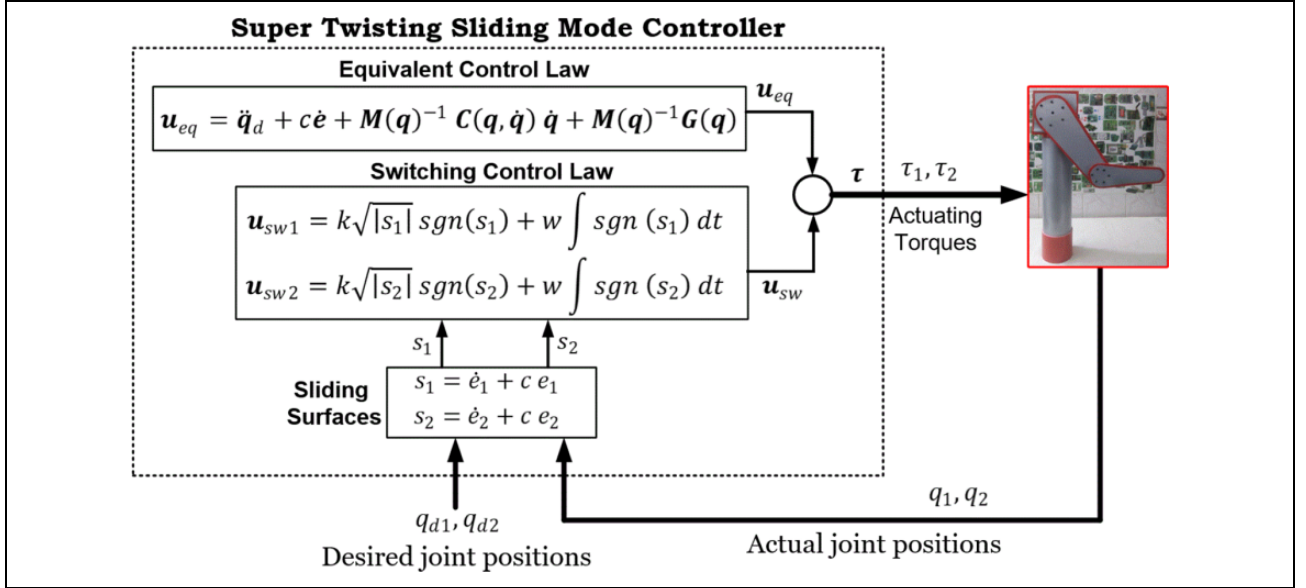 Super Twisting Sliding Mode Controller
Equivalent Control Law
𝒖_eq = 𝒒̈_d + c𝒆̇ + 𝑴(𝒒)⁻¹ 𝑪(𝒒, 𝒒̇) 𝒒̇ + 𝑴(𝒒)⁻¹𝑮(𝒒)
𝒖_eq
Switching Control Law
𝒖_sw1 = k√|s₁| sgn(s₁) + w ∫ sgn (s₁) dt
𝒖_sw2 = k√|s₂| sgn(s₂) + w ∫ sgn (s₂) dt
𝒖_sw
𝝉
τ₁, τ₂
Actuating
Torques
s₁
s₂
Sliding
Surfaces
s₁ = ė₁ + c e₁
s₂ = ė₂ + c e₂
q_d1, q_d2
Desired joint positions
q₁, q₂
Actual joint positions